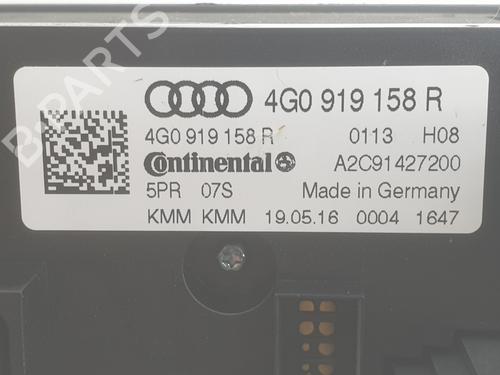 4G0 919 158 R
4G0 919 158 R 0113 H08
Continental A2C91427200
5PR 07S Made in Germany
KMM KMM 19.05.16 0004 1647
B-PARTS